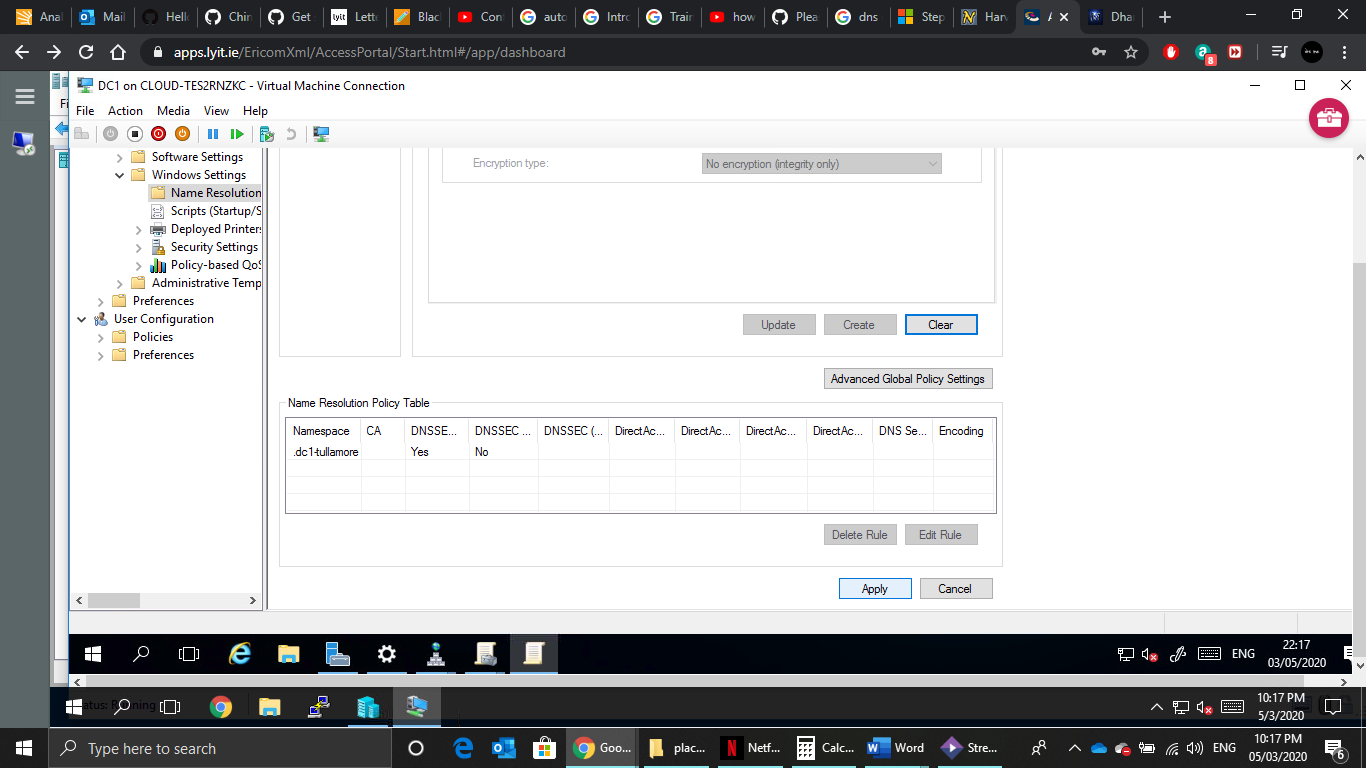 Anal
Mail
Hell
Chin
Get
lyit Lette
Blac
Con
auto
Intro
Train
how
Plea
dns
Step
Harv
A
Dha
apps.lyit.ie/EricomXml/AccessPortal/Start.html#/app/dashboard
8
DC1 on CLOUD-TES2RNZKC - Virtual Machine Connection
Fi
File Action Media View Help
Software Settings
Windows Settings
Name Resolution
Scripts (Startup/S
Deployed Printers
Security Settings
Policy-based QoS
Administrative Temp
Preferences
User Configuration
Policies
Preferences
Encryption type: No encryption (integrity only)
Update Create Clear
Advanced Global Policy Settings
Name Resolution Policy Table
Namespace CA DNSSE... DNSSEC ... DNSSEC (... DirectAc... DirectAc... DirectAc... DirectAc... DNS Se... Encoding
.dc1-tullamore Yes No
Delete Rule Edit Rule
Apply Cancel
ENG
22:17
03/05/2020
10:17 PM
5/3/2020
Type here to search
Goo...
plac...
Netf...
Calc...
Word
Stre...
ENG
10:17 PM
05/03/2020
6